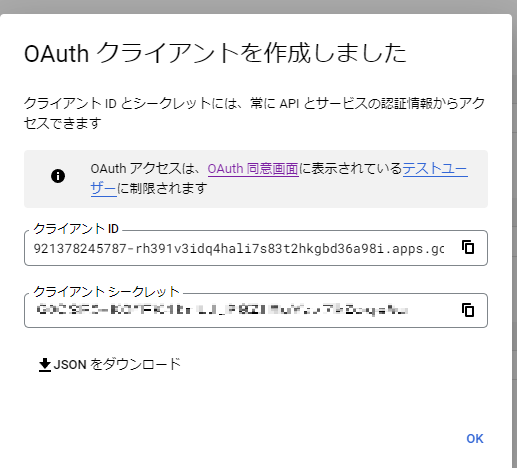 OAuth クライアントを作成しました
クライアント ID とシークレットには、常に API とサービスの認証情報からアク
セスできます
OAuth アクセスは、OAuth 同意画面に表示されているテストユー
ザーに制限されます
クライアント ID
921378245787-rh391v3idq4hali7s83t2hkgbd36a98i.apps.gc
クライアント シークレット
JSON をダウンロード
OK